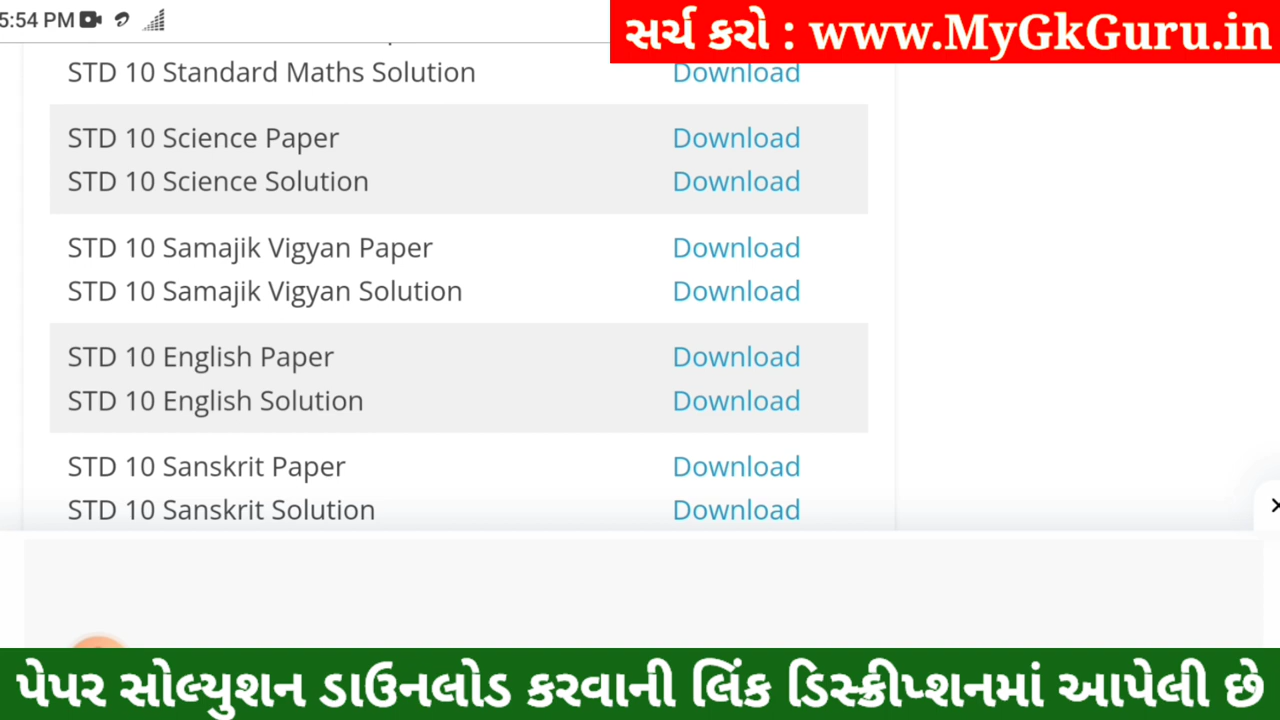 5:54 PM
સર્ચ કરો : www.MyGkGuru.in
STD 10 Standard Maths Solution Download
STD 10 Science Paper Download
STD 10 Science Solution Download
STD 10 Samajik Vigyan Paper Download
STD 10 Samajik Vigyan Solution Download
STD 10 English Paper Download
STD 10 English Solution Download
STD 10 Sanskrit Paper Download
STD 10 Sanskrit Solution Download
પેપર સોલ્યુશન ડાઉનલોડ કરવાની લિંક ડિસ્ક્રીપ્શનમાં આપેલી છે